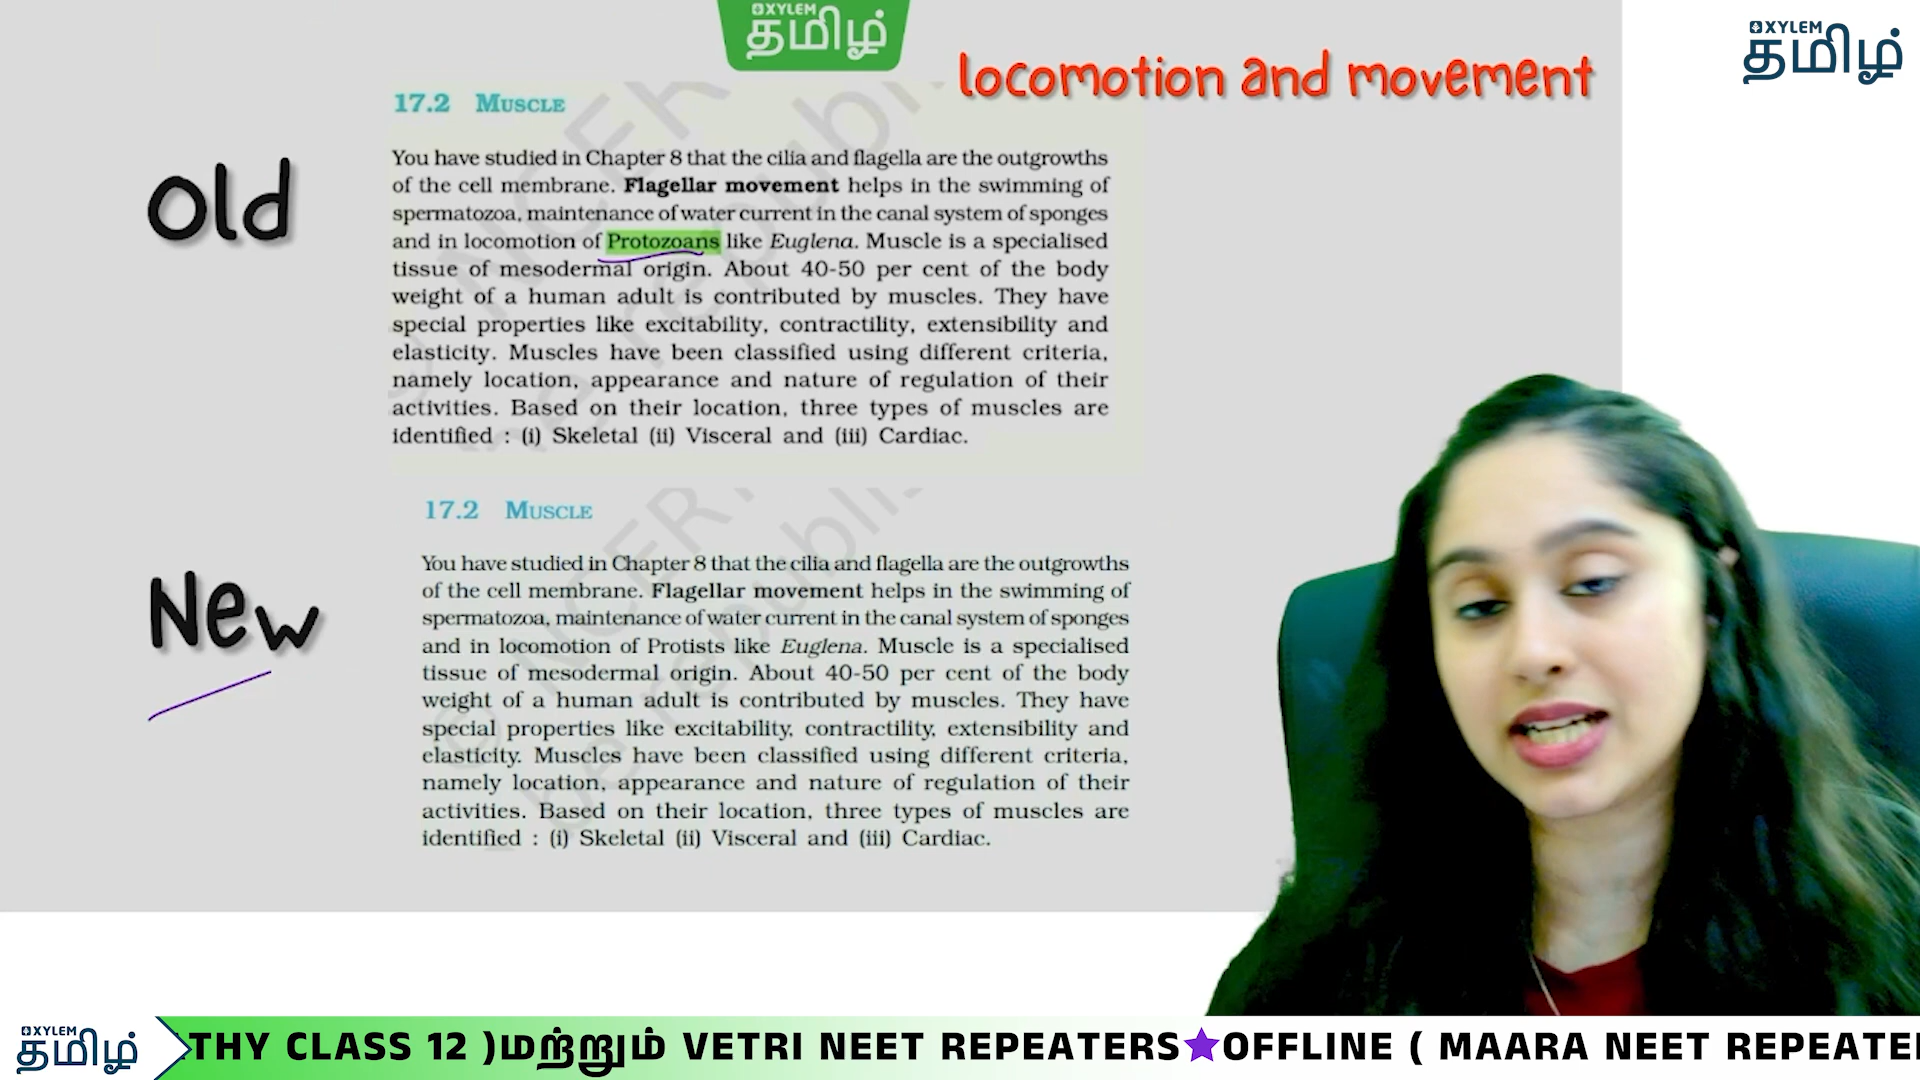 XYLEM
தமிழ்
locomotion and movement
XYLEM
தமிழ்
Old
17.2 MUSCLE
You have studied in Chapter 8 that the cilia and flagella are the outgrowths
of the cell membrane. Flagellar movement helps in the swimming of
spermatozoa, maintenance of water current in the canal system of sponges
and in locomotion of Protozoans like Euglena. Muscle is a specialised
tissue of mesodermal origin. About 40-50 per cent of the body
weight of a human adult is contributed by muscles. They have
special properties like excitability, contractility, extensibility and
elasticity. Muscles have been classified using different criteria,
namely location, appearance and nature of regulation of their
activities. Based on their location, three types of muscles are
identified : (i) Skeletal (ii) Visceral and (iii) Cardiac.
New
17.2 MUSCLE
You have studied in Chapter 8 that the cilia and flagella are the outgrowths
of the cell membrane. Flagellar movement helps in the swimming of
spermatozoa, maintenance of water current in the canal system of sponges
and in locomotion of Protists like Euglena. Muscle is a specialised
tissue of mesodermal origin. About 40-50 per cent of the body
weight of a human adult is contributed by muscles. They have
special properties like excitability, contractility, extensibility and
elasticity. Muscles have been classified using different criteria,
namely location, appearance and nature of regulation of their
activities. Based on their location, three types of muscles are
identified : (i) Skeletal (ii) Visceral and (iii) Cardiac.
XYLEM
தமிழ்
THY CLASS 12 )மற்றும் VETRI NEET REPEATERS★OFFLINE ( MAARA NEET REPEATE